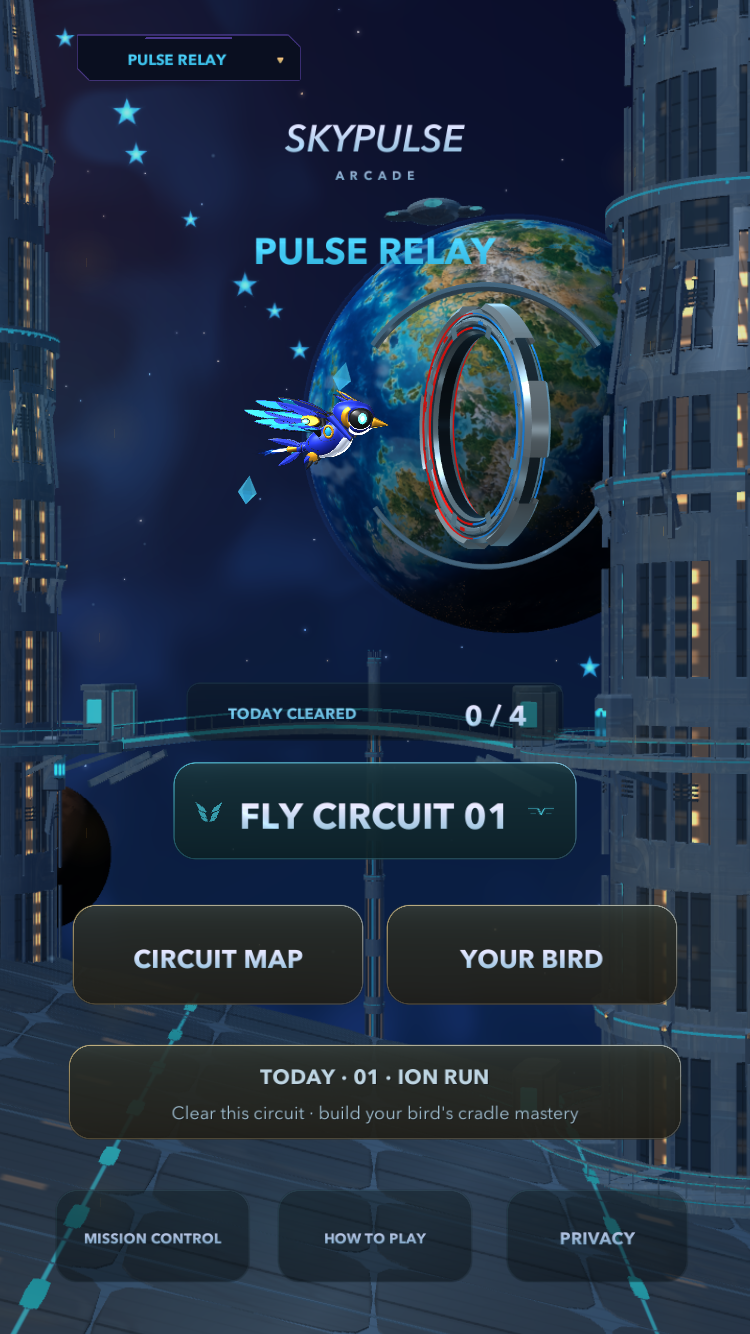 PULSE RELAY
SKYPULSE
ARCADE
PULSE RELAY
TODAY CLEARED 0 / 4
FLY CIRCUIT 01
CIRCUIT MAP
YOUR BIRD
TODAY · 01 · ION RUN
Clear this circuit · build your bird's cradle mastery
MISSION CONTROL
HOW TO PLAY
PRIVACY